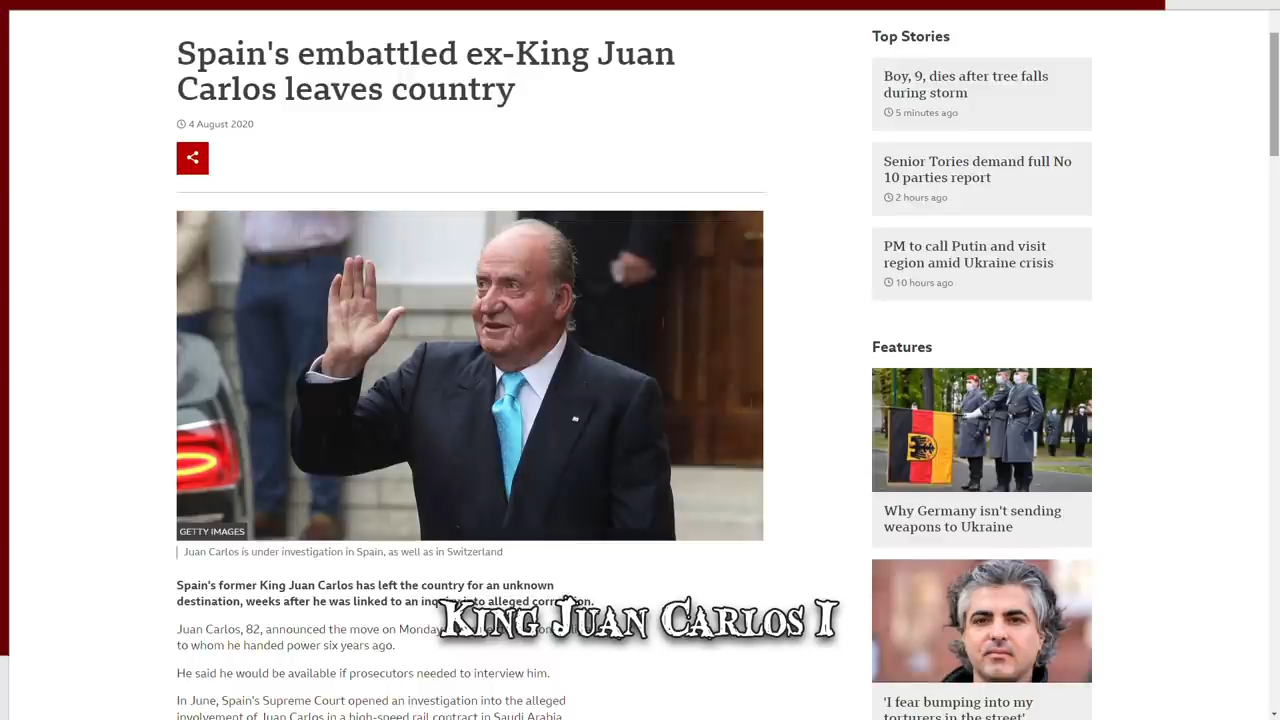 Spain's embattled ex-King Juan
Carlos leaves country
4 August 2020
GETTY IMAGES
Juan Carlos is under investigation in Spain, as well as in Switzerland
Spain's former King Juan Carlos has left the country for an unknown
destination, weeks after he was linked to an inquiry into alleged corruption.
King Juan Carlos I
Juan Carlos, 82, announced the move on Monday
to whom he handed power six years ago.
He said he would be available if prosecutors needed to interview him.
In June, Spain's Supreme Court opened an investigation into the alleged
involvement of Juan Carlos in a high-speed rail contract in Saudi Arabia
Top Stories
Boy, 9, dies after tree falls
during storm
5 minutes ago
Senior Tories demand full No
10 parties report
2 hours ago
PM to call Putin and visit
region amid Ukraine crisis
10 hours ago
Features
Why Germany isn't sending
weapons to Ukraine
'I fear bumping into my
torturers in the street'